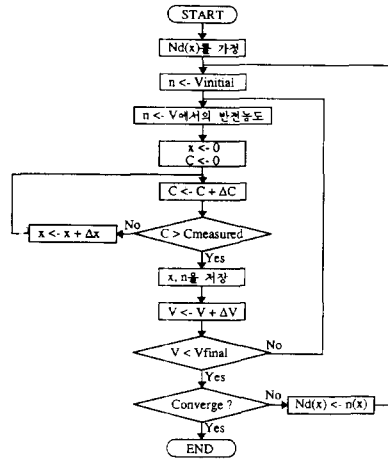 START
Nd(x)를 가정
n <- Vinitial
n <- V에서의 반전농도
x <- 0
C <- 0
C <- C + ΔC
x <- x + Δx
No
C > Cmeasured
Yes
x, n을 저장
V <- V + ΔV
V < Vfinal
No
Yes
Converge ?
No
Nd(x) <- n(x)
Yes
END